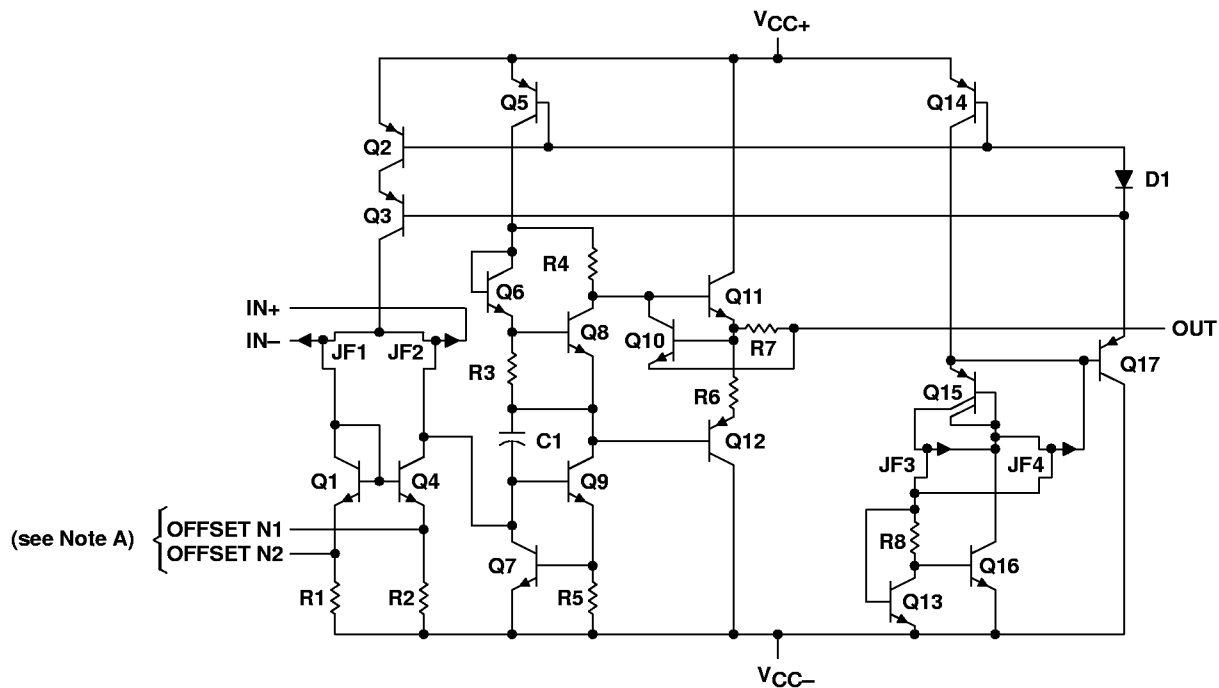 VCC+
Q5
Q14
Q2
D1
Q3
R4
Q6
Q11
IN+
Q8
Q10
R7
OUT
IN–
JF1
JF2
Q17
R3
Q15
R6
C1
Q12
JF3
JF4
Q1
Q4
Q9
(see Note A)
OFFSET N1
OFFSET N2
R8
Q7
Q16
R1
R2
R5
Q13
VCC–